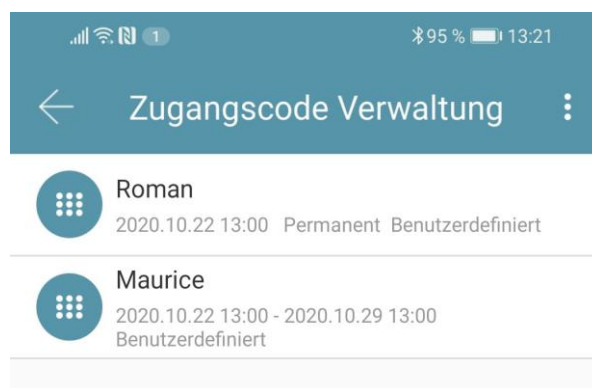 1 95 % 13:21
Zugangscode Verwaltung
Roman
2020.10.22 13:00 Permanent Benutzerdefiniert
Maurice
2020.10.22 13:00 - 2020.10.29 13:00
Benutzerdefiniert